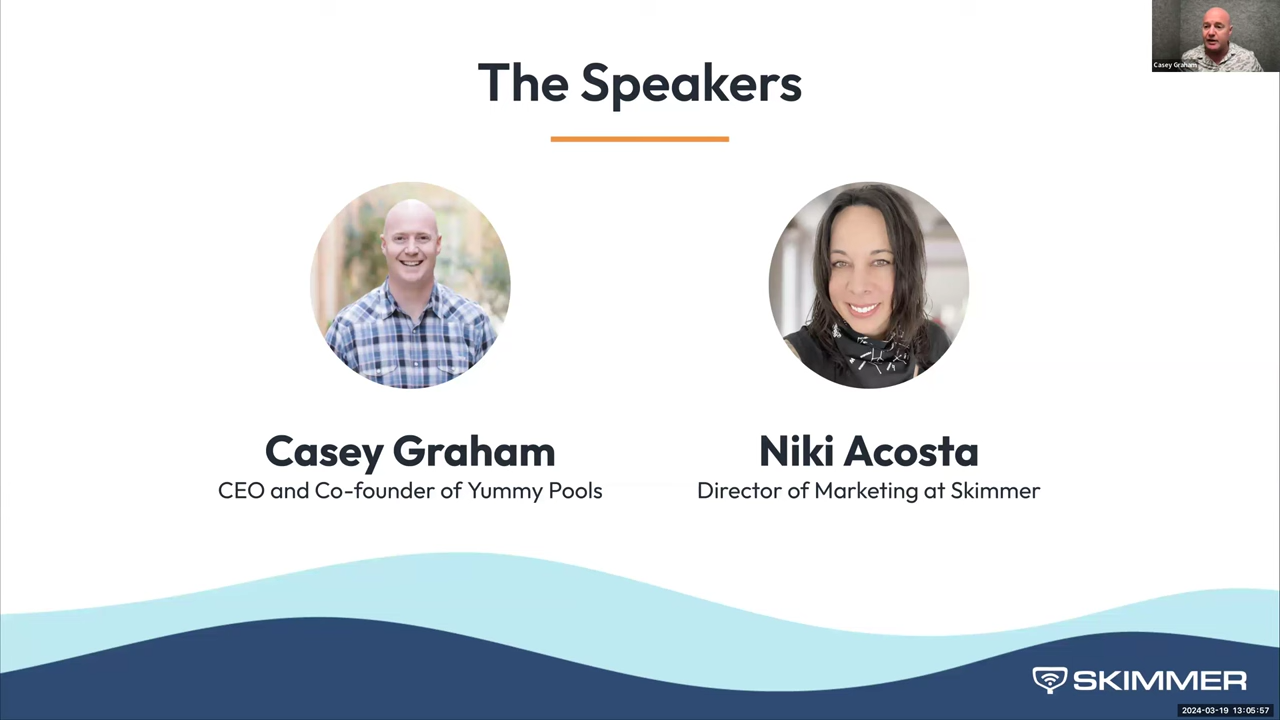 The Speakers
Casey Graham
Casey Graham
CEO and Co-founder of Yummy Pools
Niki Acosta
Director of Marketing at Skimmer
SKIMMER
2024-03-19 13:05:57